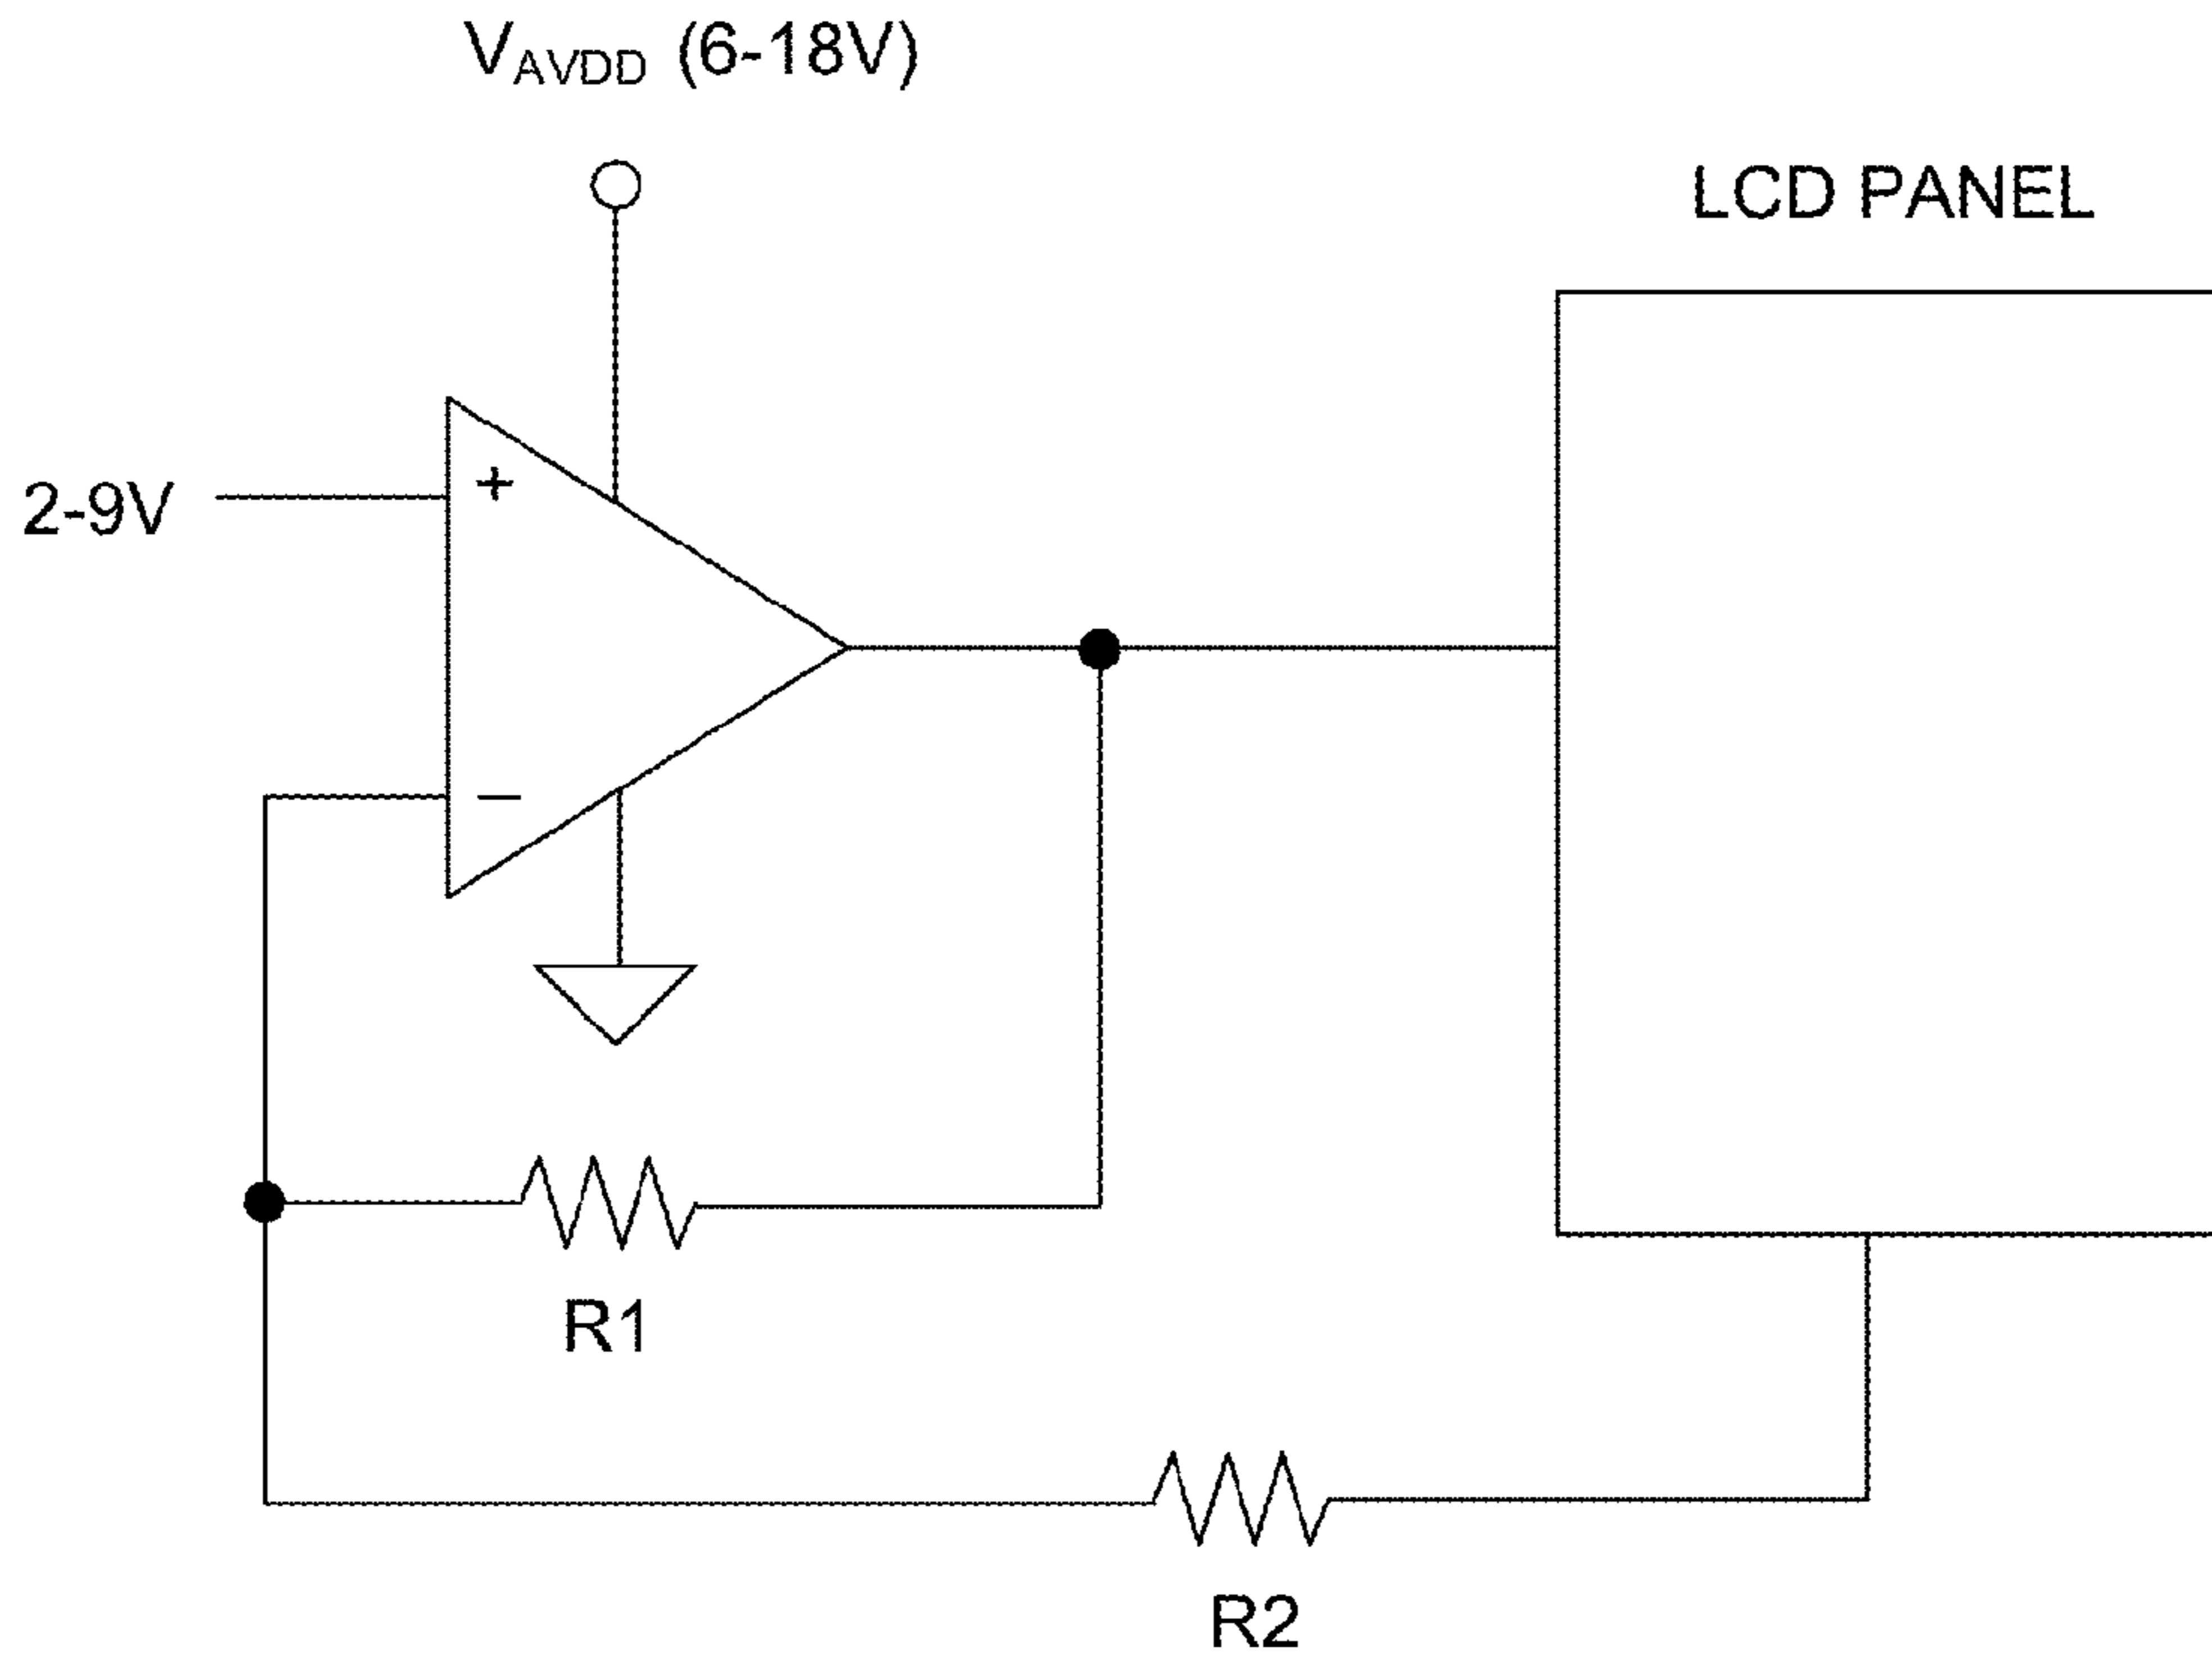 VAVDD (6-18V)
LCD PANEL
2-9V
+
−
R1
R2